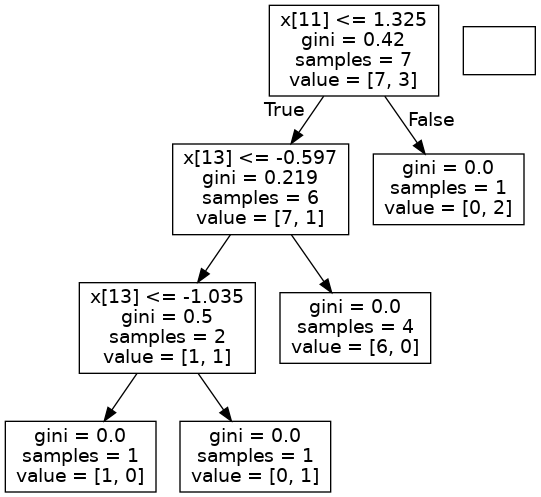 x[11] <= 1.325
gini = 0.42
samples = 7
value = [7, 3]
True
False
x[13] <= -0.597
gini = 0.219
samples = 6
value = [7, 1]
gini = 0.0
samples = 1
value = [0, 2]
x[13] <= -1.035
gini = 0.5
samples = 2
value = [1, 1]
gini = 0.0
samples = 4
value = [6, 0]
gini = 0.0
samples = 1
value = [1, 0]
gini = 0.0
samples = 1
value = [0, 1]